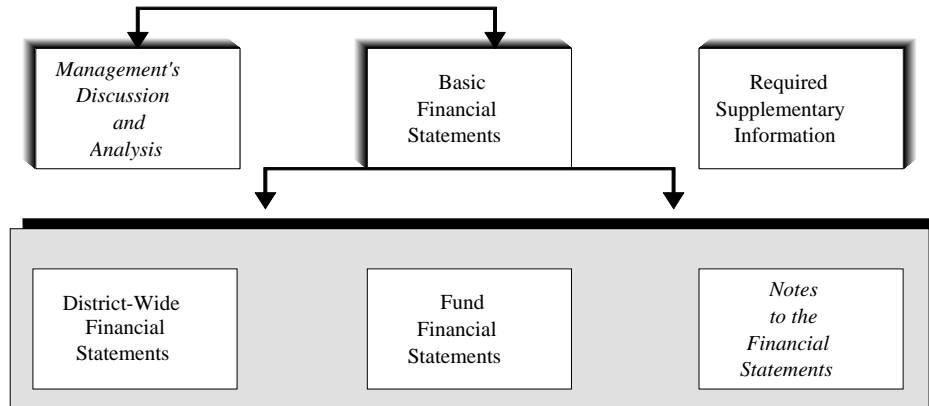 Management's
Discussion
and
Analysis
Basic
Financial
Statements
Required
Supplementary
Information
District-Wide
Financial
Statements
Fund
Financial
Statements
Notes
to the
Financial
Statements